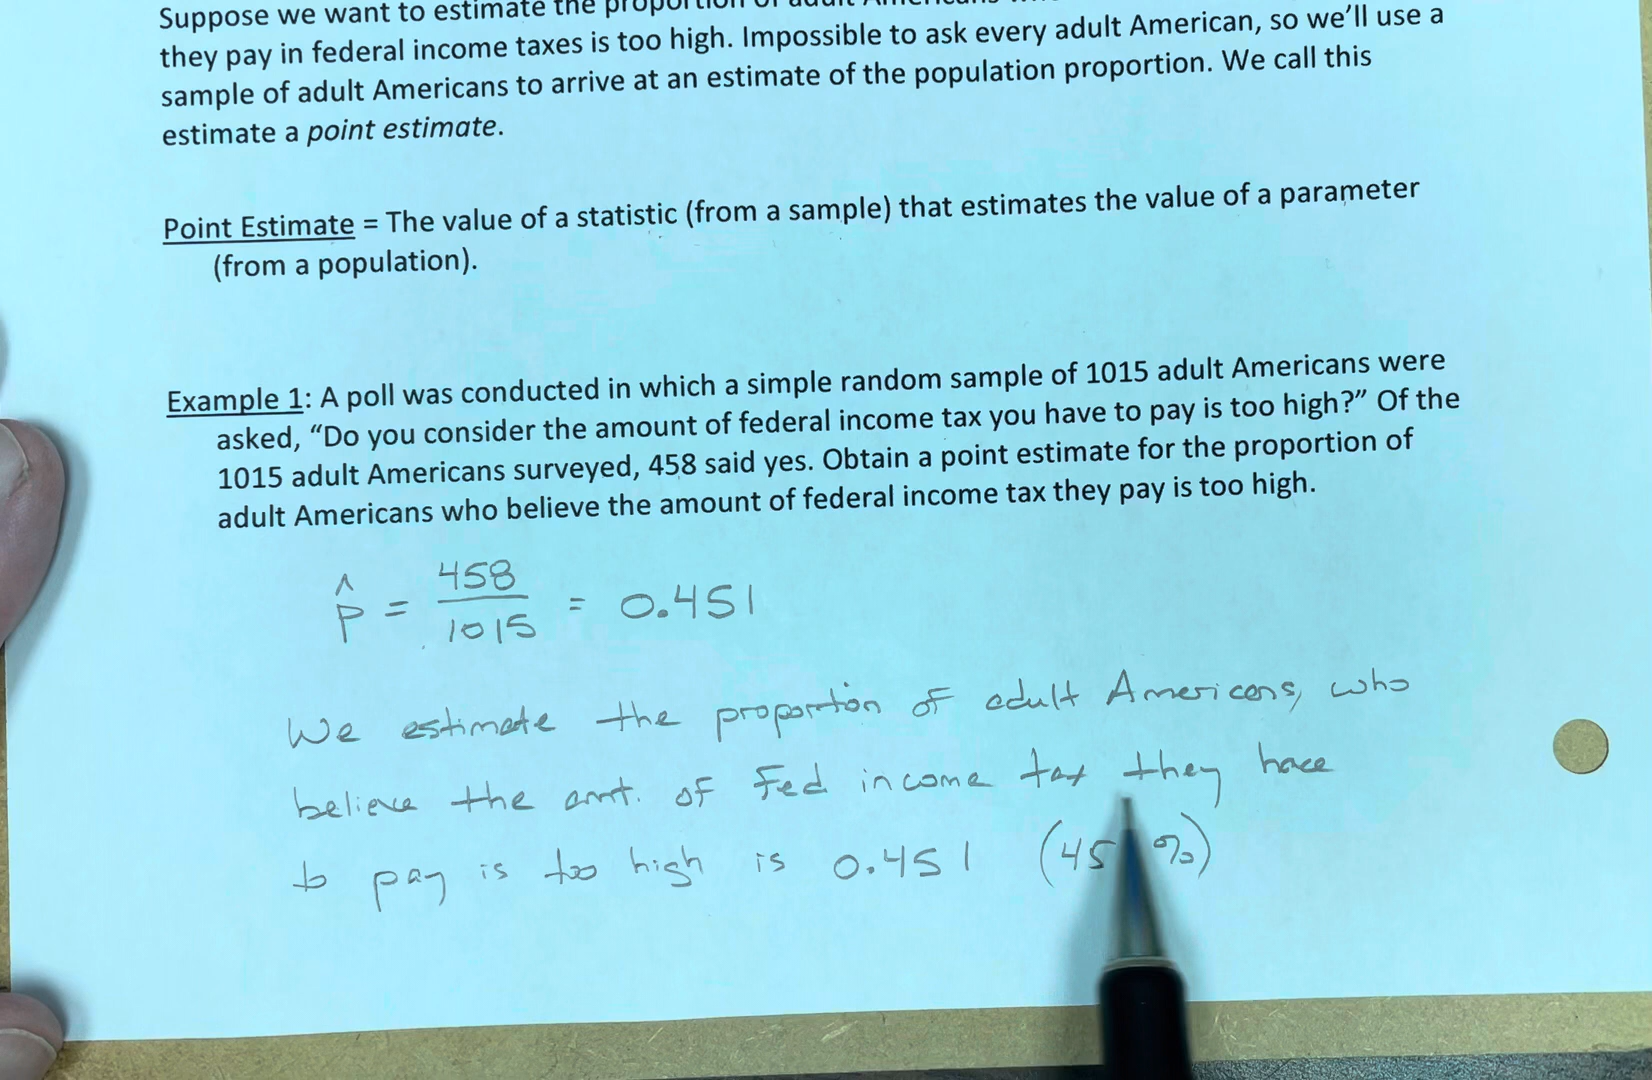 Suppose we want to estimate the proportion of adult Americans
they pay in federal income taxes is too high. Impossible to ask every adult American, so we’ll use a
sample of adult Americans to arrive at an estimate of the population proportion. We call this
estimate a point estimate.
Point Estimate = The value of a statistic (from a sample) that estimates the value of a parameter
(from a population).
Example 1: A poll was conducted in which a simple random sample of 1015 adult Americans were
asked, “Do you consider the amount of federal income tax you have to pay is too high?” Of the
1015 adult Americans surveyed, 458 said yes. Obtain a point estimate for the proportion of
adult Americans who believe the amount of federal income tax they pay is too high.
p̂ = 458/1015 = 0.451
We estimate the proportion of adult Americans, who
believe the amt. of Fed income tax they have
to pay is too high is 0.451 (45 %)